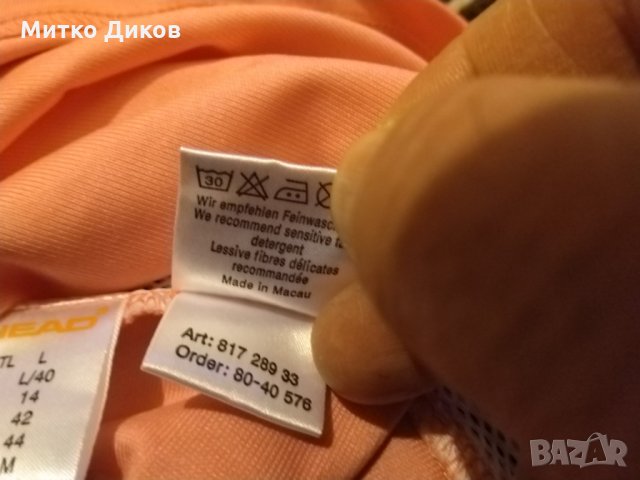 Митко Диков
30
Wir empfehlen
We recommend sensitive
detergent
Lessive fibres délicates
recommandée
Made in Macau
Art: 817 289 33
Order: 80-40 576
HEAD
L
L/40
14
42
44
M
BAZAR